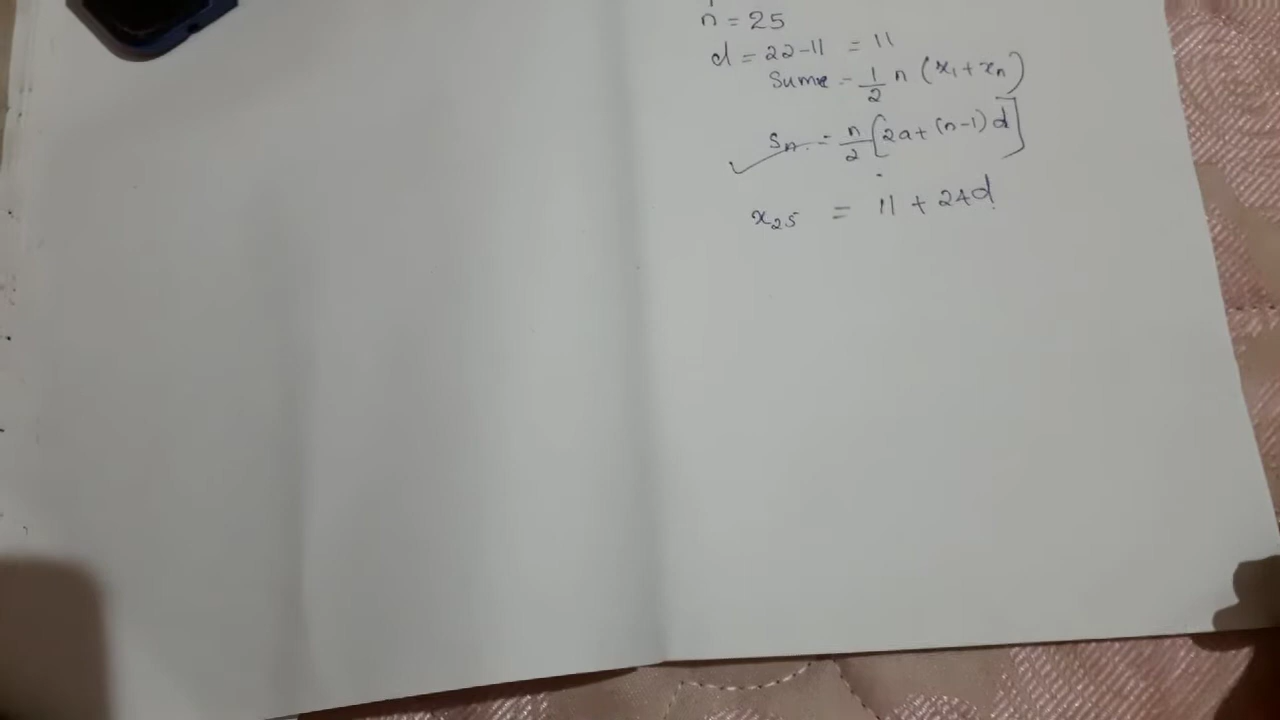 n = 25
d = 22-11 = 11
Sum = 1/2 n (x₁ + xₙ)
Sₙ = n/2 [2a + (n-1) d]
x₂₅ = 11 + 24d